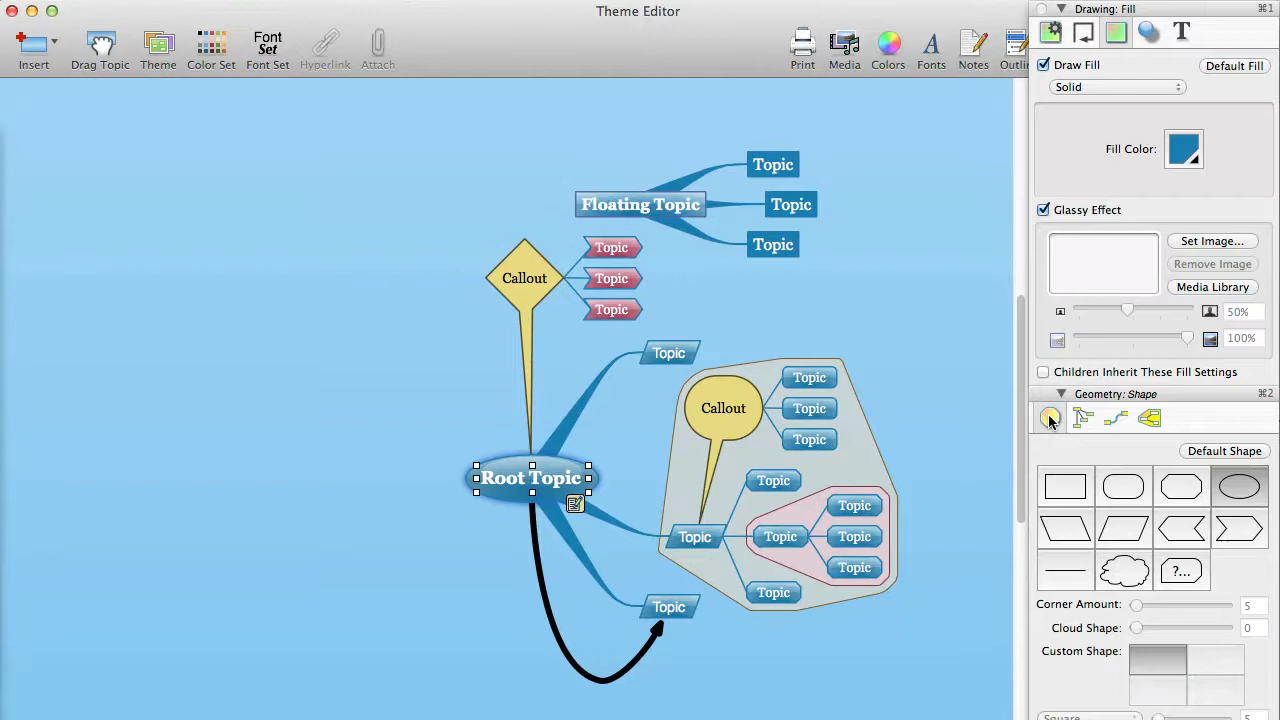 Theme Editor
Insert
Drag Topic
Theme
Color Set
Font
Set
Font Set
Hyperlink
Attach
Print
Media
Colors
Fonts
Notes
Drawing: Fill
⌘1
T
Draw Fill
Default Fill
Solid
Fill Color:
Glassy Effect
Set Image...
Remove Image
Media Library
50%
100%
Children Inherit These Fill Settings
Geometry: Shape
⌘2
Default Shape
?...
Corner Amount:
5
Cloud Shape:
0
Custom Shape:
Square
5
Topic
Floating Topic
Topic
Topic
Callout
Topic
Topic
Topic
Topic
Callout
Topic
Topic
Topic
Root Topic
Topic
Topic
Topic
Topic
Topic
Topic
Topic
Topic
Topic